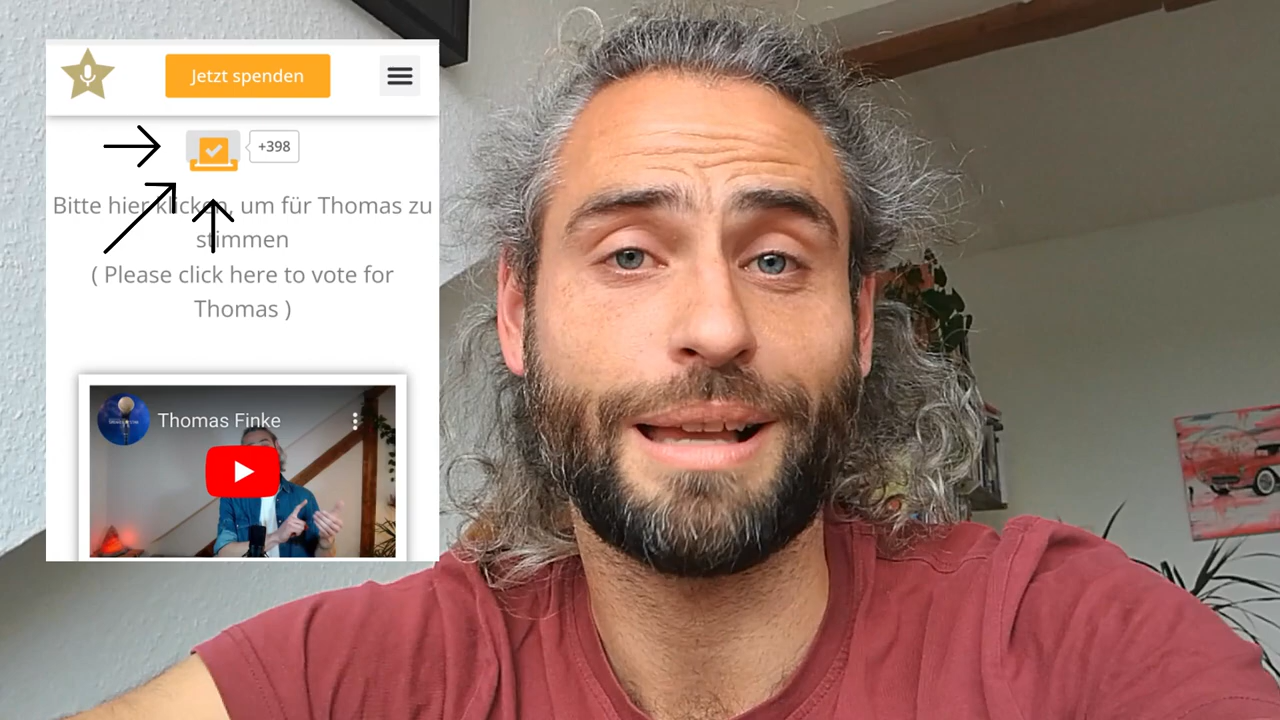 Jetzt spenden
+398
Bitte hier klicken, um für Thomas zu
stimmen
( Please click here to vote for
Thomas )
Thomas Finke